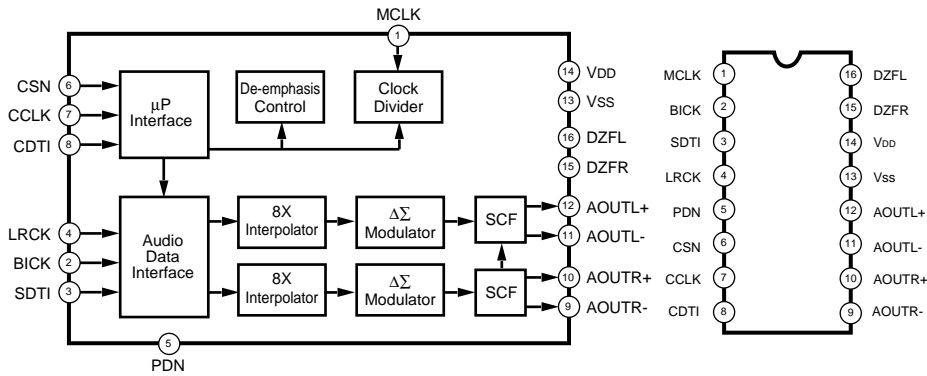 MCLK
1
CSN
6
CCLK
7
CDTI
8
µP
Interface
De-emphasis
Control
Clock
Divider
14
VDD
13
VSS
16
DZFL
15
DZFR
LRCK
4
BICK
2
SDTI
3
Audio
Data
Interface
8X
Interpolator
ΔΣ
Modulator
SCF
12
AOUTL+
11
AOUTL-
8X
Interpolator
ΔΣ
Modulator
SCF
10
AOUTR+
9
AOUTR-
5
PDN
MCLK
1
16
DZFL
BICK
2
15
DZFR
SDTI
3
14
VDD
LRCK
4
13
VSS
PDN
5
12
AOUTL+
CSN
6
11
AOUTL-
CCLK
7
10
AOUTR+
CDTI
8
9
AOUTR-